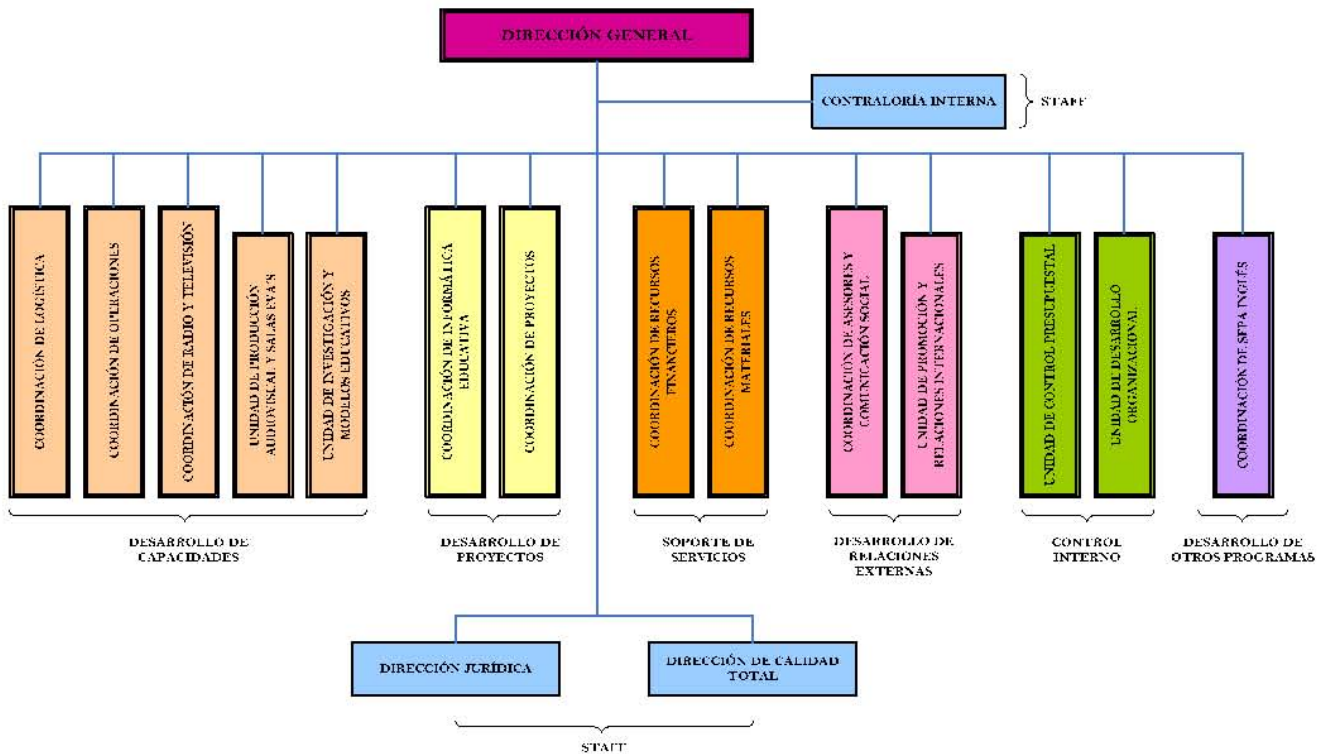 DIRECCIÓN GENERAL
CONTRALORÍA INTERNA
STAFF
COORDINACIÓN DE LOGISTICA
COORDINACIÓN DE OPERACIONES
COORDINACIÓN DE RADIO Y TELEVISIÓN
UNIDAD DE PRODUCCIÓN
AUDIOVISUAL Y SALAS EVA'S
UNIDAD DE INVESTIGACIÓN Y
MODELOS EDUCATIVOS
COORDINACIÓN DE INFORMÁTICA
EDUCATIVA
COORDINACIÓN DE PROYECTOS
COORDINACIÓN DE RECURSOS
FINANCIEROS
COORDINACIÓN DE RECURSOS
MATERIALES
COORDINACIÓN DE ASESORES Y
COMUNICACIÓN SOCIAL
UNIDAD DE PROMOCIÓN Y
RELACIONES INTERNACIONALES
UNIDAD DE CONTROL PRESUPUESTAL
UNIDAD DE DESARROLLO
ORGANIZACIONAL
COORDINACIÓN DE SEPA INGLÉS
DESARROLLO DE
CAPACIDADES
DESARROLLO DE
PROYECTOS
SOPORTE DE
SERVICIOS
DESARROLLO DE
RELACIONES
EXTERNAS
CONTROL
INTERNO
DESARROLLO DE
OTROS PROGRAMAS
DIRECCIÓN JURÍDICA
DIRECCIÓN DE CALIDAD
TOTAL
STAFF